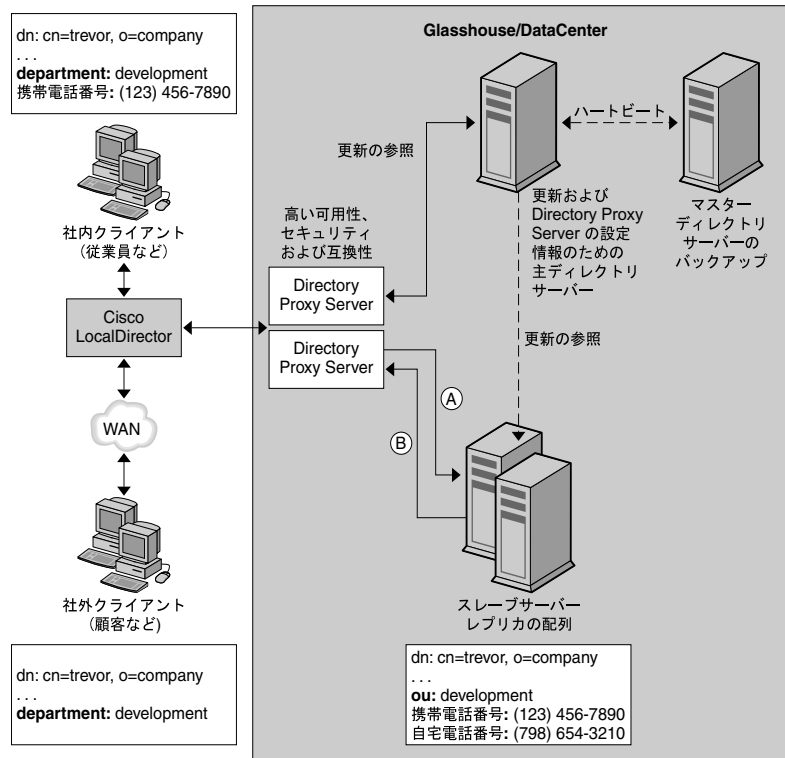 dn: cn=trevor, o=company
. . .
department: development
携帯電話番号: (123) 456-7890
社内クライアント
(従業員など)
Cisco
LocalDirector
WAN
社外クライアント
(顧客など)
dn: cn=trevor, o=company
. . .
department: development
Glasshouse/DataCenter
更新の参照
ハートビート
高い可用性、
セキュリティ
および互換性
Directory
Proxy Server
Directory
Proxy Server
更新および
Directory Proxy
Server の設定
情報のための
主ディレクトリ
サーバー
マスター
ディレクトリ
サーバーの
バックアップ
更新の参照
A
B
スレーブサーバー
レプリカの配列
dn: cn=trevor, o=company
. . .
ou: development
携帯電話番号: (123) 456-7890
自宅電話番号: (798) 654-3210